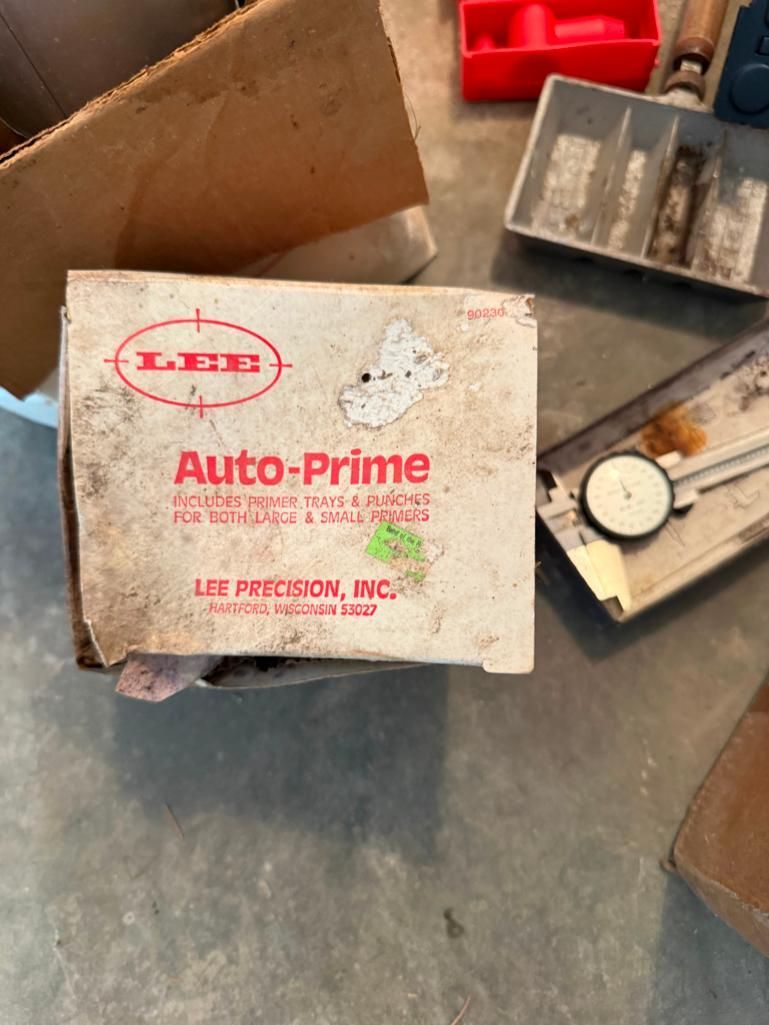 LEE
90230
Auto-Prime
INCLUDES PRIMER TRAYS & PUNCHES
FOR BOTH LARGE & SMALL PRIMERS
LEE PRECISION, INC.
HARTFORD, WISCONSIN 53027